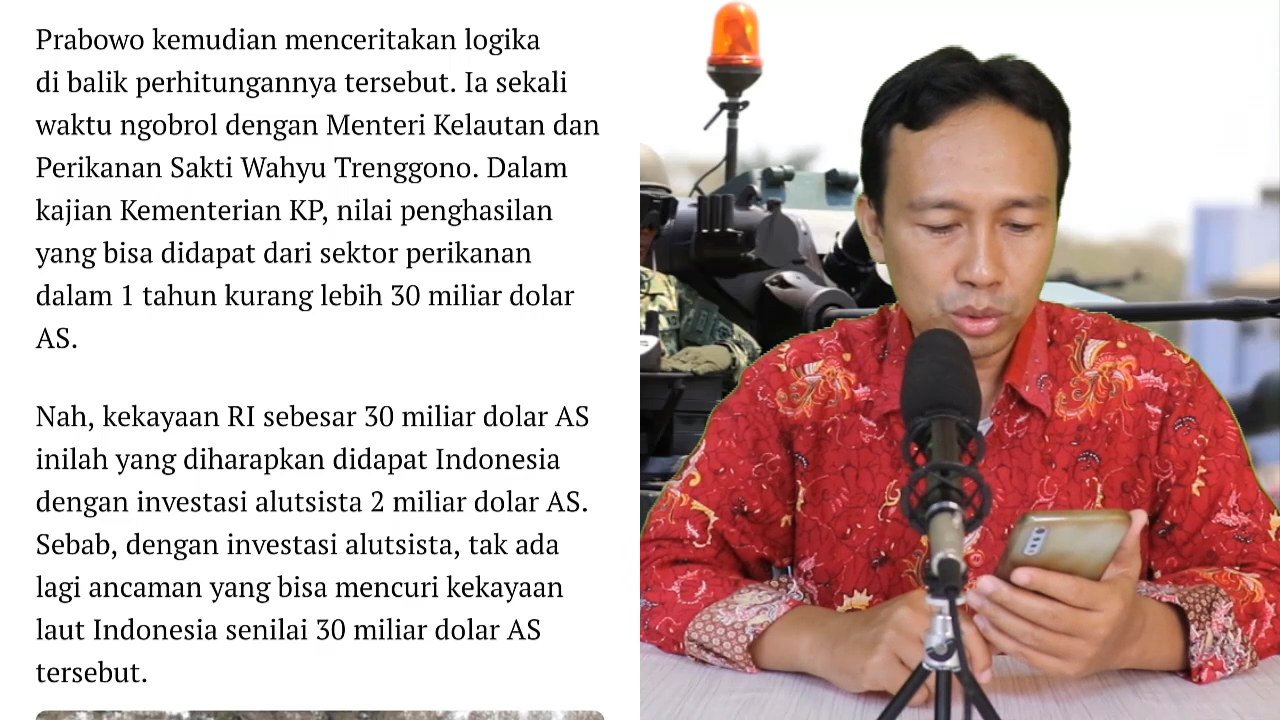 Prabowo kemudian menceritakan logika
di balik perhitungannya tersebut. Ia sekali
waktu ngobrol dengan Menteri Kelautan dan
Perikanan Sakti Wahyu Trenggono. Dalam
kajian Kementerian KP, nilai penghasilan
yang bisa didapat dari sektor perikanan
dalam 1 tahun kurang lebih 30 miliar dolar
AS.
Nah, kekayaan RI sebesar 30 miliar dolar AS
inilah yang diharapkan didapat Indonesia
dengan investasi alutsista 2 miliar dolar AS.
Sebab, dengan investasi alutsista, tak ada
lagi ancaman yang bisa mencuri kekayaan
laut Indonesia senilai 30 miliar dolar AS
tersebut.